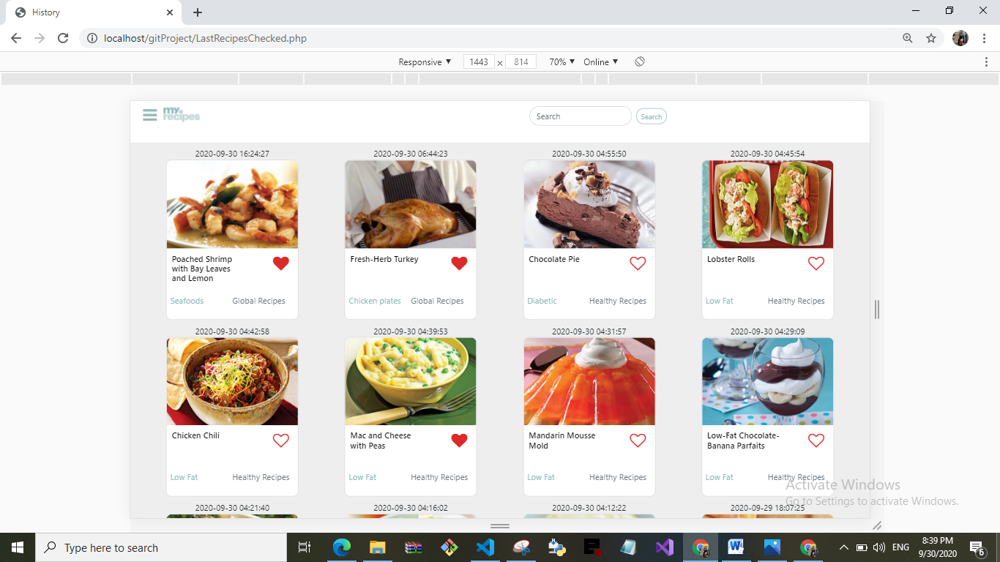 History
localhost/gitProject/LastRecipesChecked.php
Responsive 1443 × 814 70% Online
my.
recipes
Search Search
2020-09-30 16:24:27 2020-09-30 06:44:23 2020-09-30 04:55:50 2020-09-30 04:45:54
Poached Shrimp
with Bay Leaves
and Lemon
Fresh-Herb Turkey
Chocolate Pie
Lobster Rolls
Seafoods Global Recipes Chicken plates Global Recipes Diabetic Healthy Recipes Low Fat Healthy Recipes
2020-09-30 04:42:58 2020-09-30 04:39:53 2020-09-30 04:31:57 2020-09-30 04:29:09
Chicken Chili
Mac and Cheese
with Peas
Mandarin Mousse
Mold
Low-Fat Chocolate-
Banana Parfaits
Low Fat Healthy Recipes Low Fat Healthy Recipes Low Fat Healthy Recipes Low Fat Healthy Recipes
Activate Windows
Go to Settings to activate Windows.
2020-09-30 04:21:40 2020-09-30 04:16:02 2020-09-30 04:12:22 2020-09-29 18:07:25
Type here to search
ENG
8:39 PM
9/30/2020
6